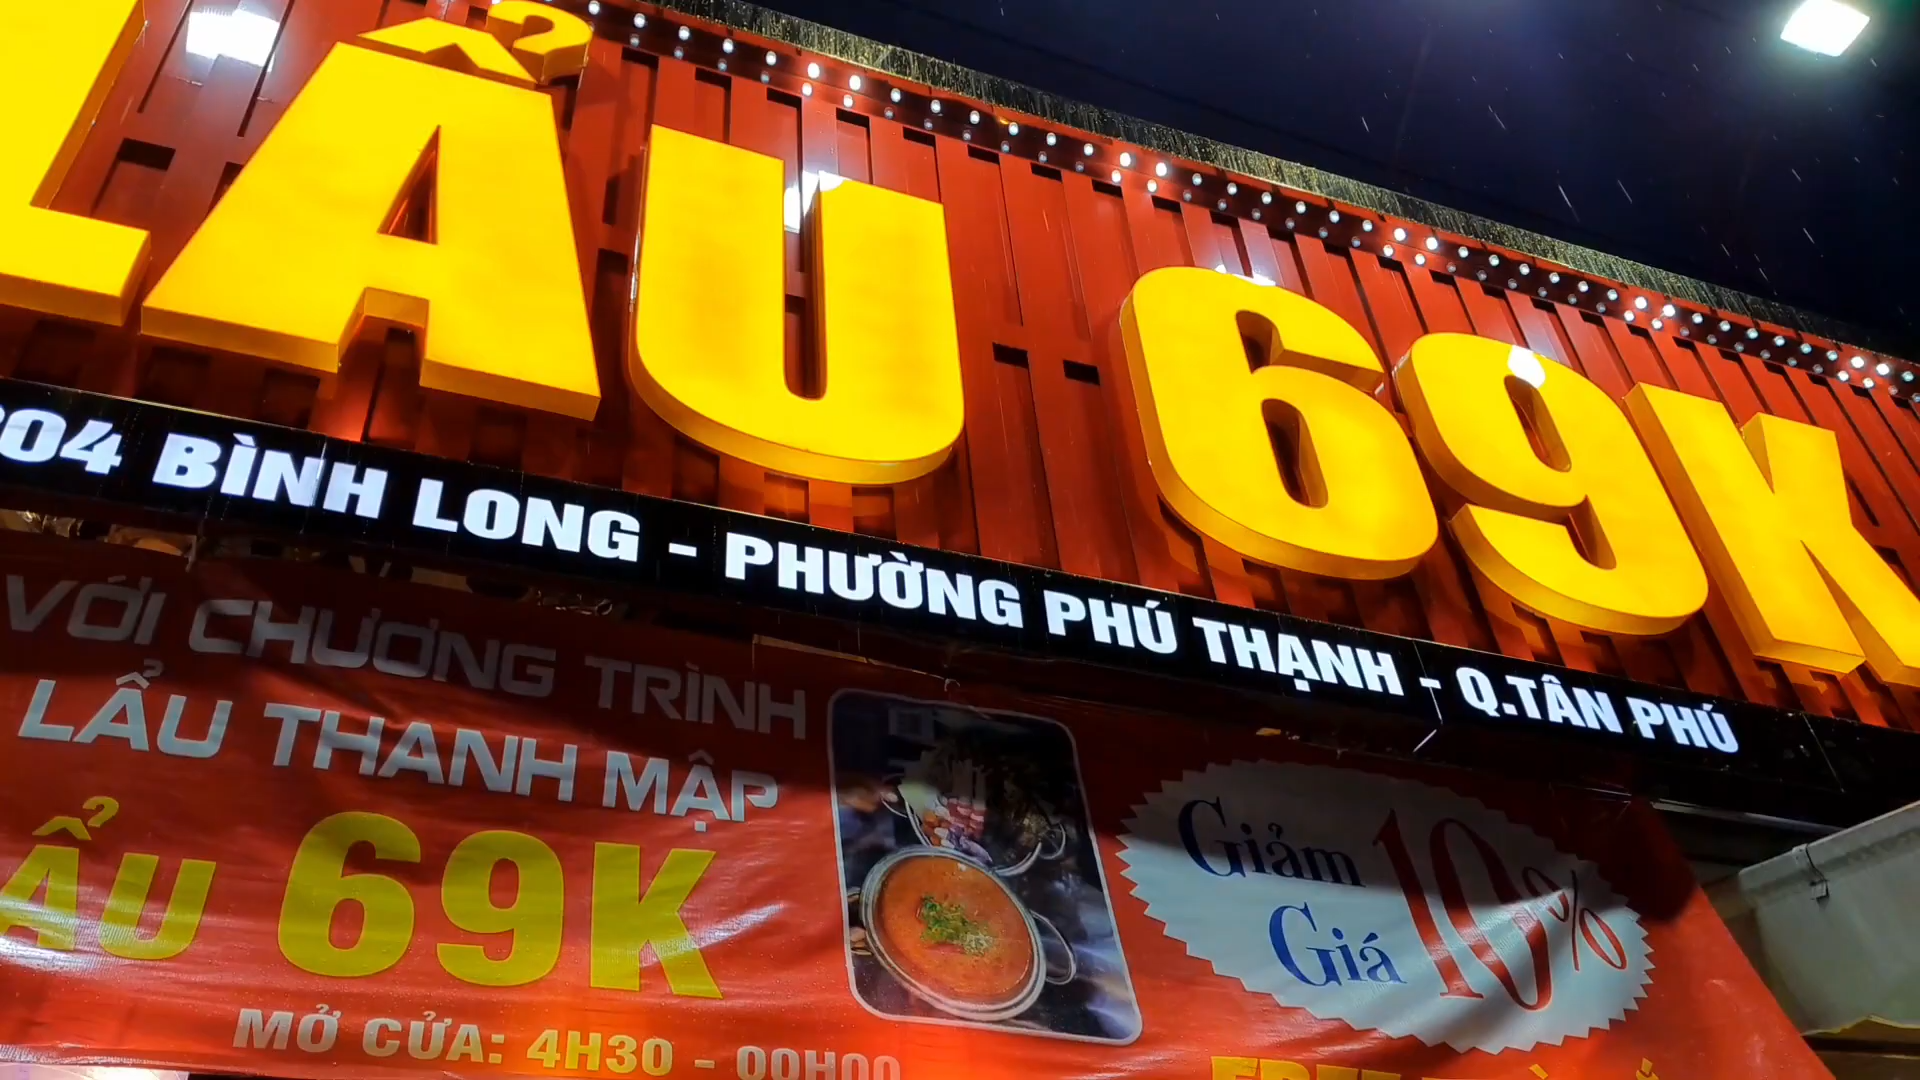 LẨU 69K
04 BÌNH LONG - PHƯỜNG PHÚ THẠNH - Q.TÂN PHÚ
VỚI CHƯƠNG TRÌNH
LẨU THANH MẬP
ẨU 69K
Giảm
Giá
10%
MỞ CỬA: 4H30 - 00H00